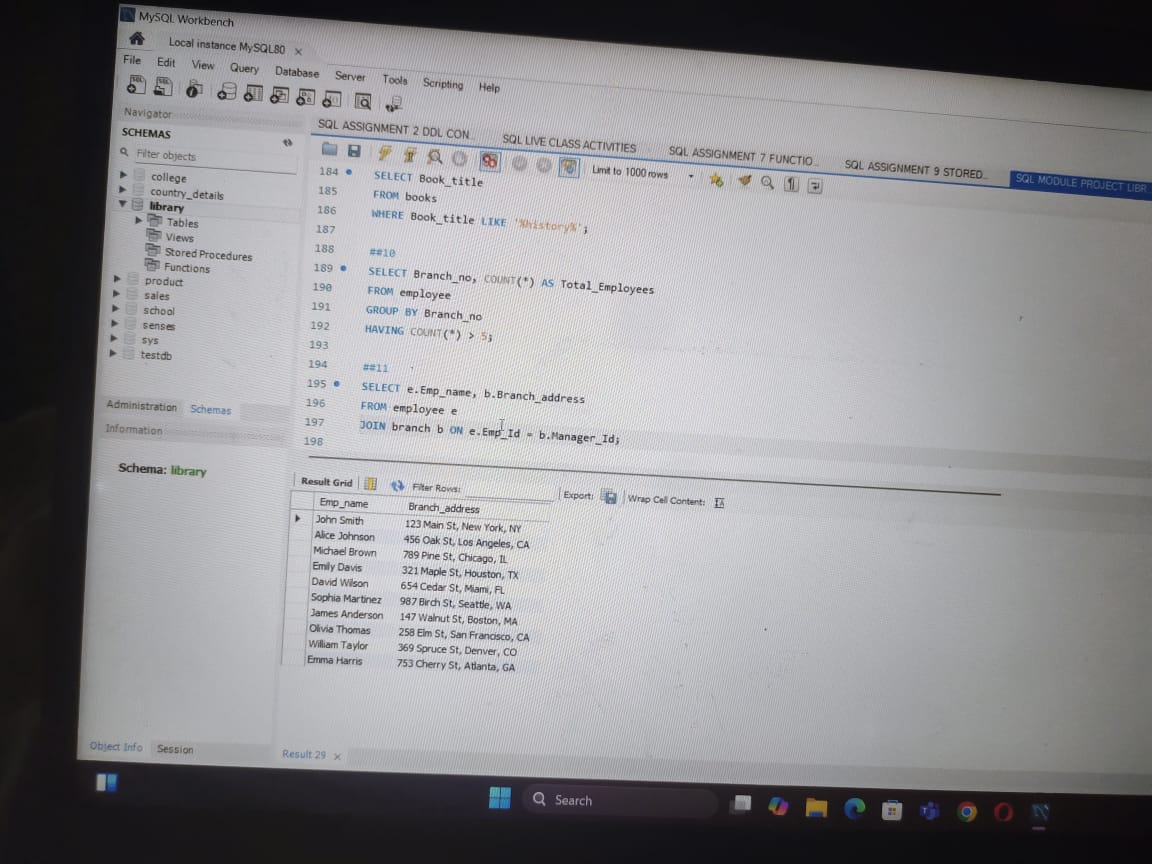 MySQL Workbench
Local instance MySQL80 ×
File Edit View Query Database Server Tools Scripting Help
Navigator
SCHEMAS
Filter objects
college
country_details
library
Tables
Views
Stored Procedures
Functions
product
sales
school
senses
sys
testdb
Administration Schemas
Information
Schema: library
Object Info Session
SQL ASSIGNMENT 2 DDL CON... SQL LIVE CLASS ACTIVITIES SQL ASSIGNMENT 7 FUNCTIO... SQL ASSIGNMENT 9 STORED... SQL MODULE PROJECT LIBR
Limit to 1000 rows
184 SELECT Book_title
185 FROM books
186 WHERE Book_title LIKE '%history%';
187
188 ##10
189 SELECT Branch_no, COUNT(*) AS Total_Employees
190 FROM employee
191 GROUP BY Branch_no
192 HAVING COUNT(*) > 5;
193
194 ##11
195 SELECT e.Emp_name, b.Branch_address
196 FROM employee e
197 JOIN branch b ON e.Emp_Id = b.Manager_Id;
198
Result Grid Filter Rows: Export: Wrap Cell Content:
Emp_name Branch_address
John Smith 123 Main St, New York, NY
Alice Johnson 456 Oak St, Los Angeles, CA
Michael Brown 789 Pine St, Chicago, IL
Emily Davis 321 Maple St, Houston, TX
David Wilson 654 Cedar St, Miami, FL
Sophia Martinez 987 Birch St, Seattle, WA
James Anderson 147 Walnut St, Boston, MA
Olivia Thomas 258 Elm St, San Francisco, CA
William Taylor 369 Spruce St, Denver, CO
Emma Harris 753 Cherry St, Atlanta, GA
Result 29 ×
Search